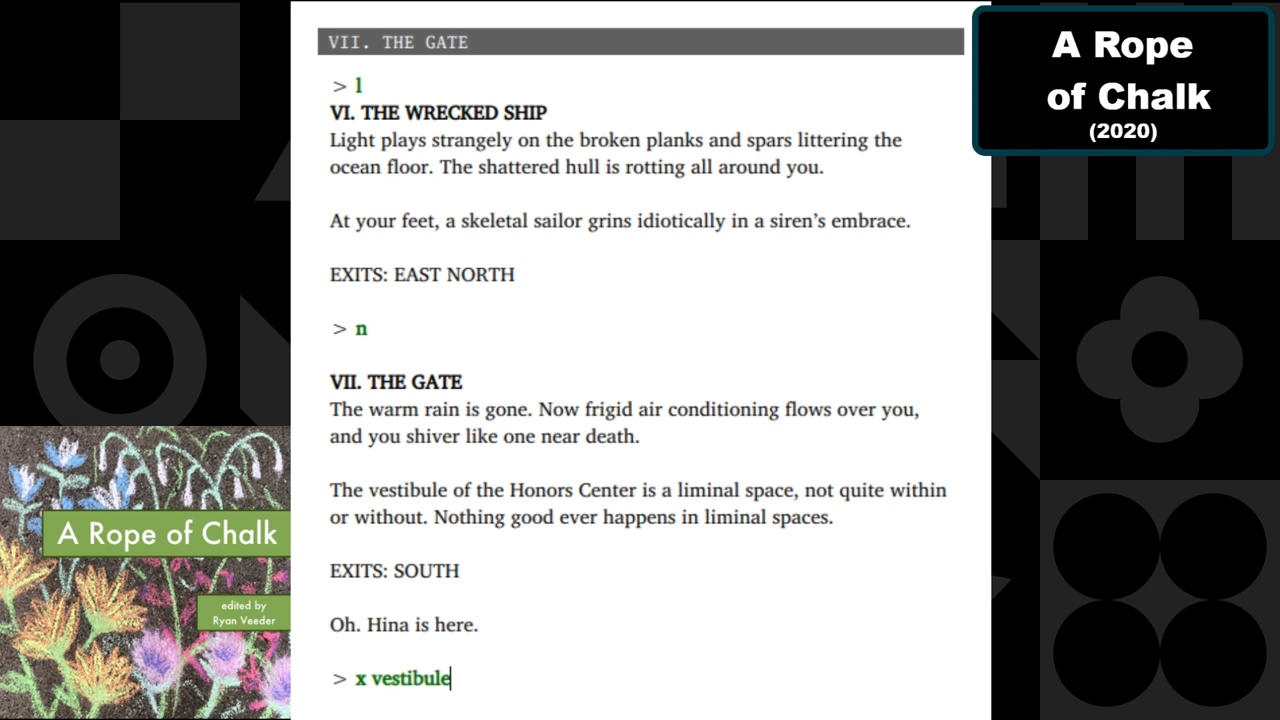 VII. THE GATE
> l
VI. THE WRECKED SHIP
Light plays strangely on the broken planks and spars littering the
ocean floor. The shattered hull is rotting all around you.
At your feet, a skeletal sailor grins idiotically in a siren’s embrace.
EXITS: EAST NORTH
> n
VII. THE GATE
The warm rain is gone. Now frigid air conditioning flows over you,
and you shiver like one near death.
The vestibule of the Honors Center is a liminal space, not quite within
or without. Nothing good ever happens in liminal spaces.
EXITS: SOUTH
Oh. Hina is here.
> x vestibule
A Rope
of Chalk
(2020)
A Rope of Chalk
edited by
Ryan Veeder